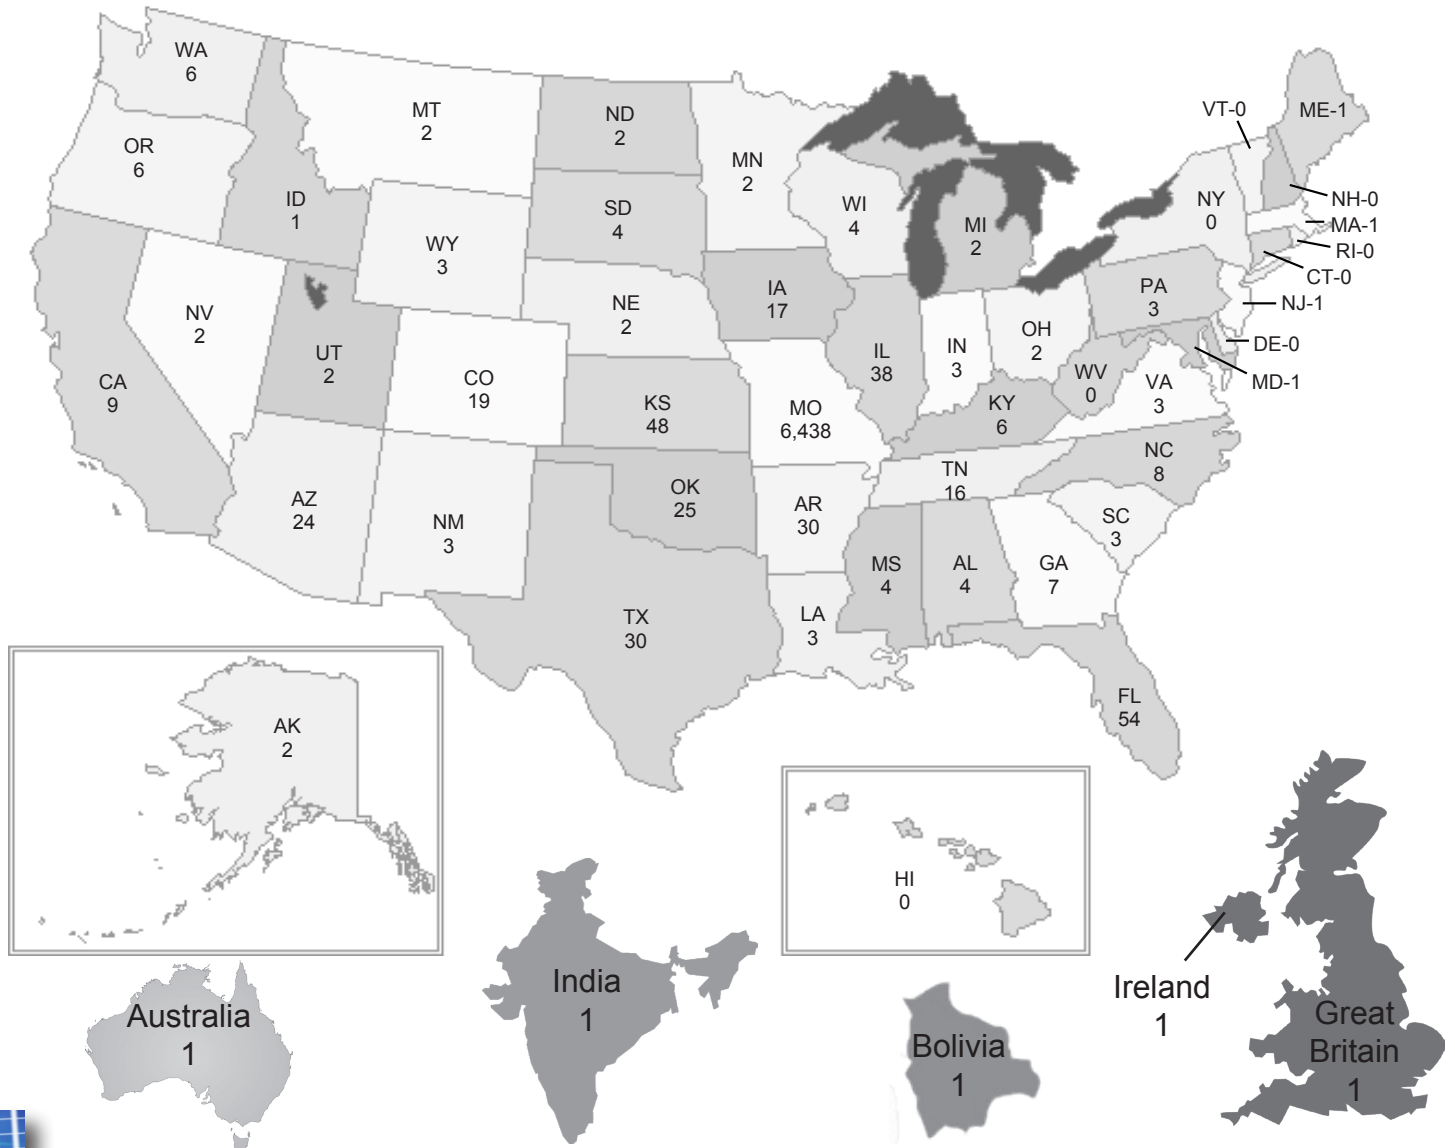 WA
6
OR
6
CA
9
ID
1
NV
2
MT
2
WY
3
UT
2
AZ
24
CO
19
NM
3
ND
2
SD
4
NE
2
KS
48
OK
25
TX
30
MN
2
IA
17
MO
6,438
AR
30
LA
3
WI
4
IL
38
MI
2
IN
3
OH
2
KY
6
TN
16
MS
4
AL
4
GA
7
FL
54
SC
3
NC
8
VA
3
WV
0
PA
3
NY
0
VT-0
ME-1
NH-0
MA-1
RI-0
CT-0
NJ-1
DE-0
MD-1
AK
2
HI
0
Australia
1
India
1
Bolivia
1
Ireland
1
Great
Britain
1